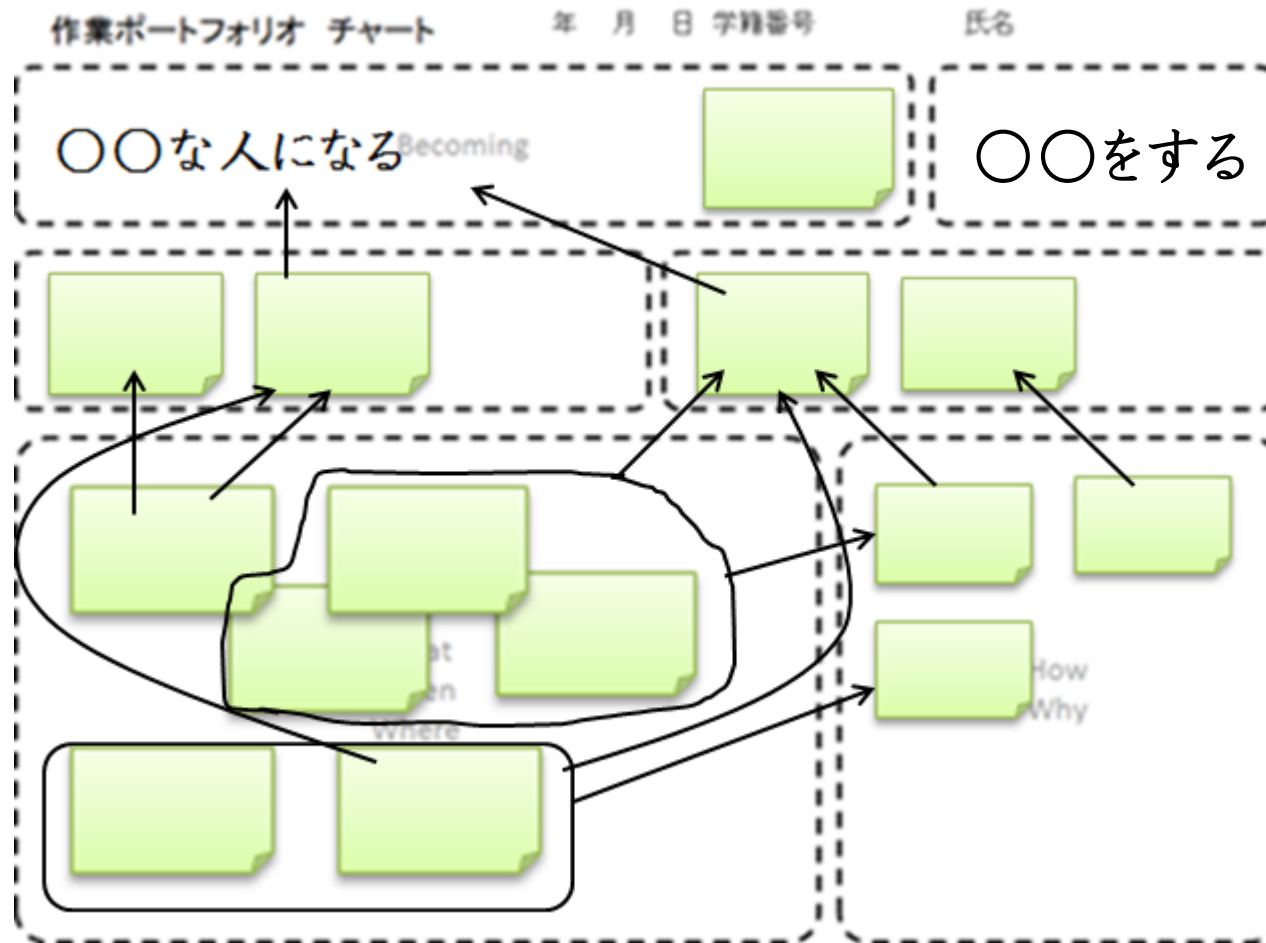 作業ポートフォリオ チャート 年 月 日 学籍番号 氏名
〇〇な人になる Becoming
〇〇をする
at
en
Where
How
Why